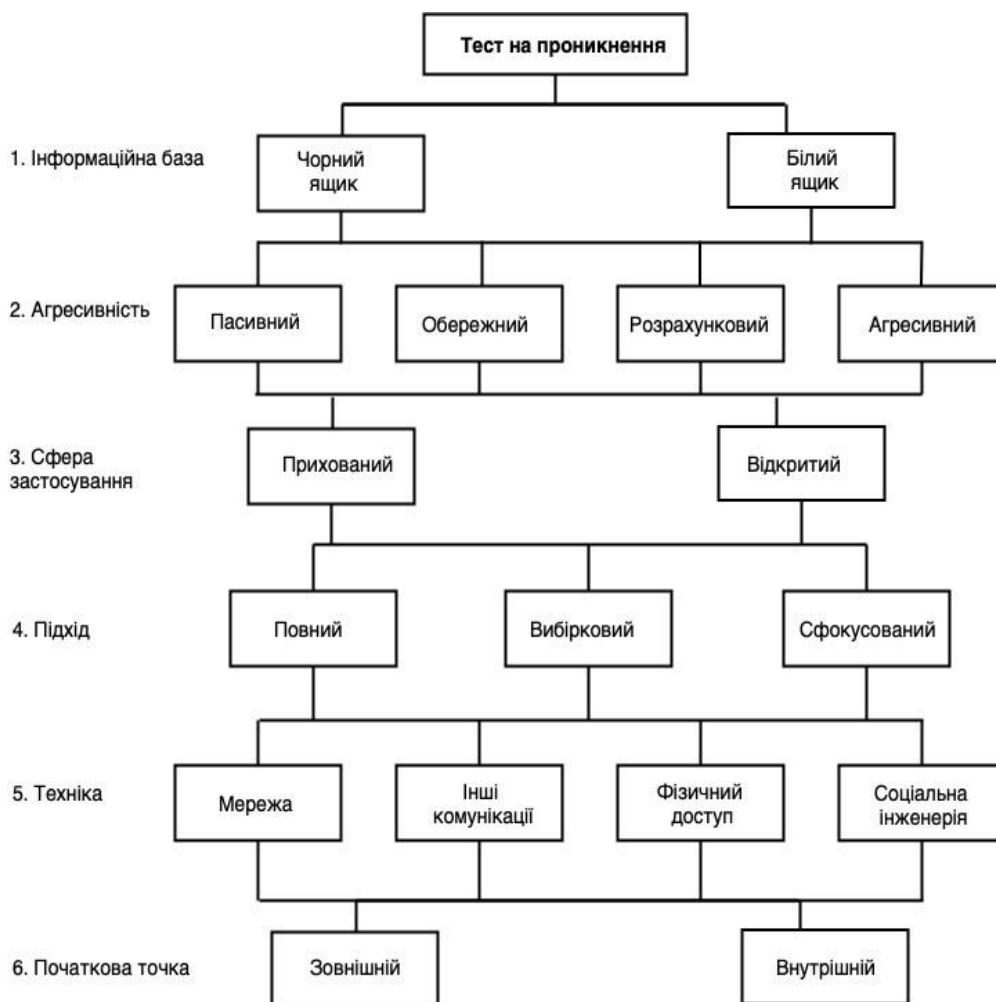 Тест на проникнення
1. Інформаційна база
Чорний
ящик
Білий
ящик
2. Агресивність
Пасивний
Обережний
Розрахунковий
Агресивний
3. Сфера
застосування
Прихований
Відкритий
4. Підхід
Повний
Вибірковий
Сфокусований
5. Техніка
Мережа
Інші
комунікації
Фізичний
доступ
Соціальна
інженерія
6. Початкова точка
Зовнішній
Внутрішній